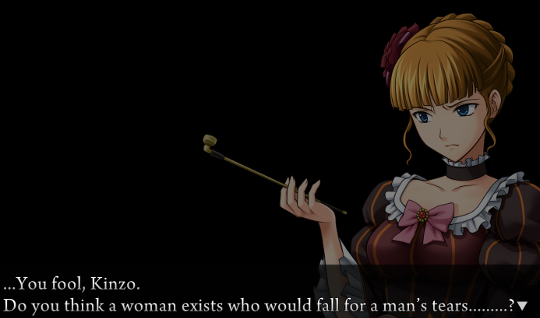 ...You fool, Kinzo.
Do you think a woman exists who would fall for a man's tears.........?▼